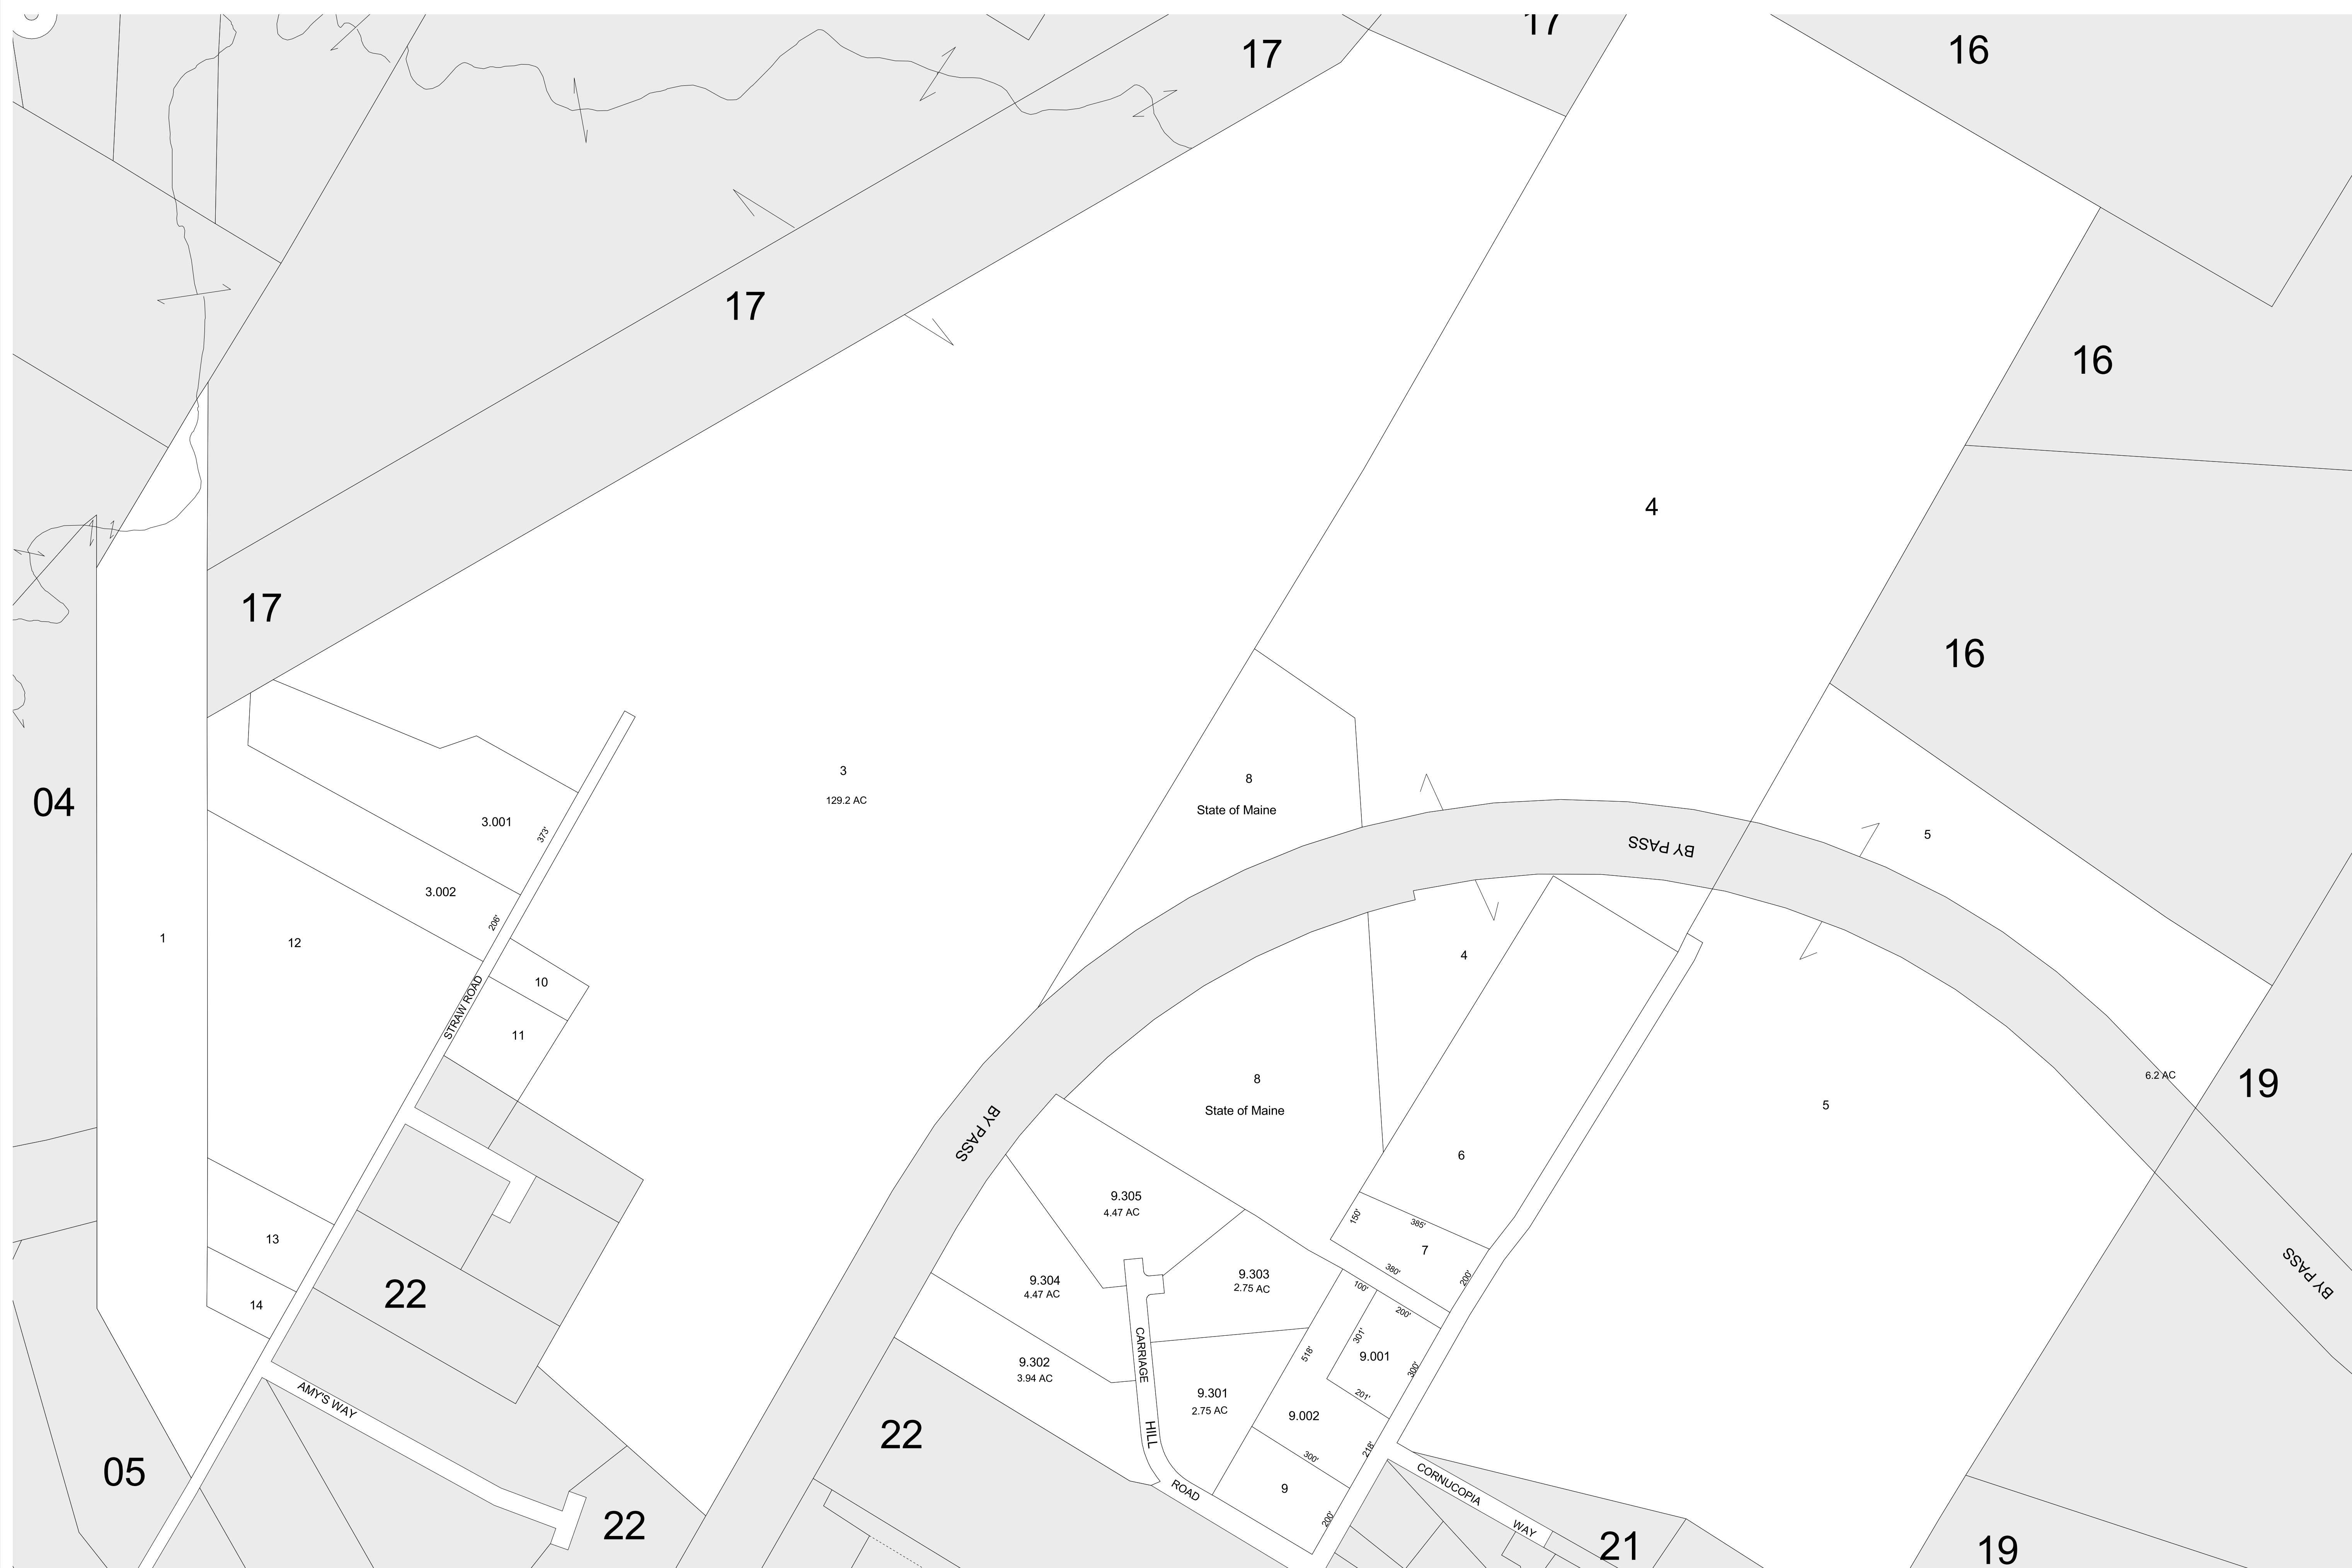 17
17
16
17
16
4
17
16
04
3
129.2 AC
8
State of Maine
3.001
373'
5
BY PASS
3.002
206'
1
12
4
10
STRAW ROAD
11
6.2 AC
19
8
State of Maine
5
BY PASS
6
9.305
4.47 AC
150'
385'
13
7
9.304
4.47 AC
9.303
2.75 AC
380'
200'
BY PASS
22
14
100'
200'
301'
518'
9.001
300'
CARRIAGE
9.302
3.94 AC
9.301
2.75 AC
201'
AMY'S WAY
9.002
HILL
22
218'
300'
05
ROAD
9
CORNUCOPIA
200'
22
WAY
21
19